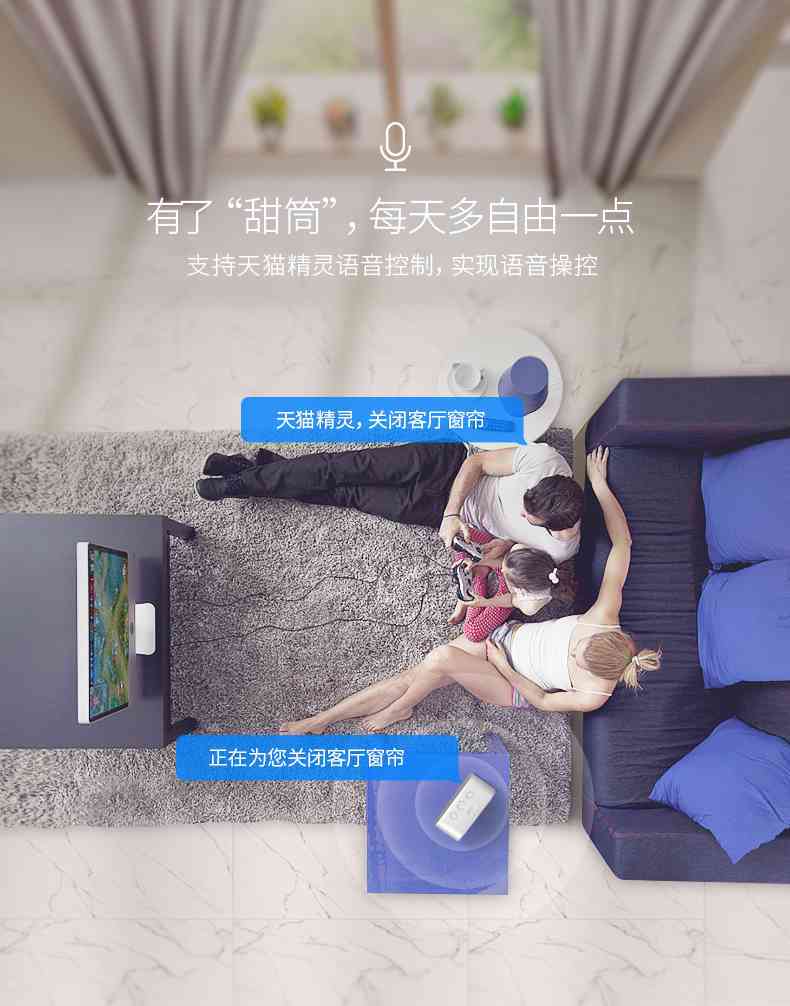 有了“甜筒”，每天多自由一点
支持天猫精灵语音控制，实现语音操控
天猫精灵，关闭客厅窗帘
正在为您关闭客厅窗帘